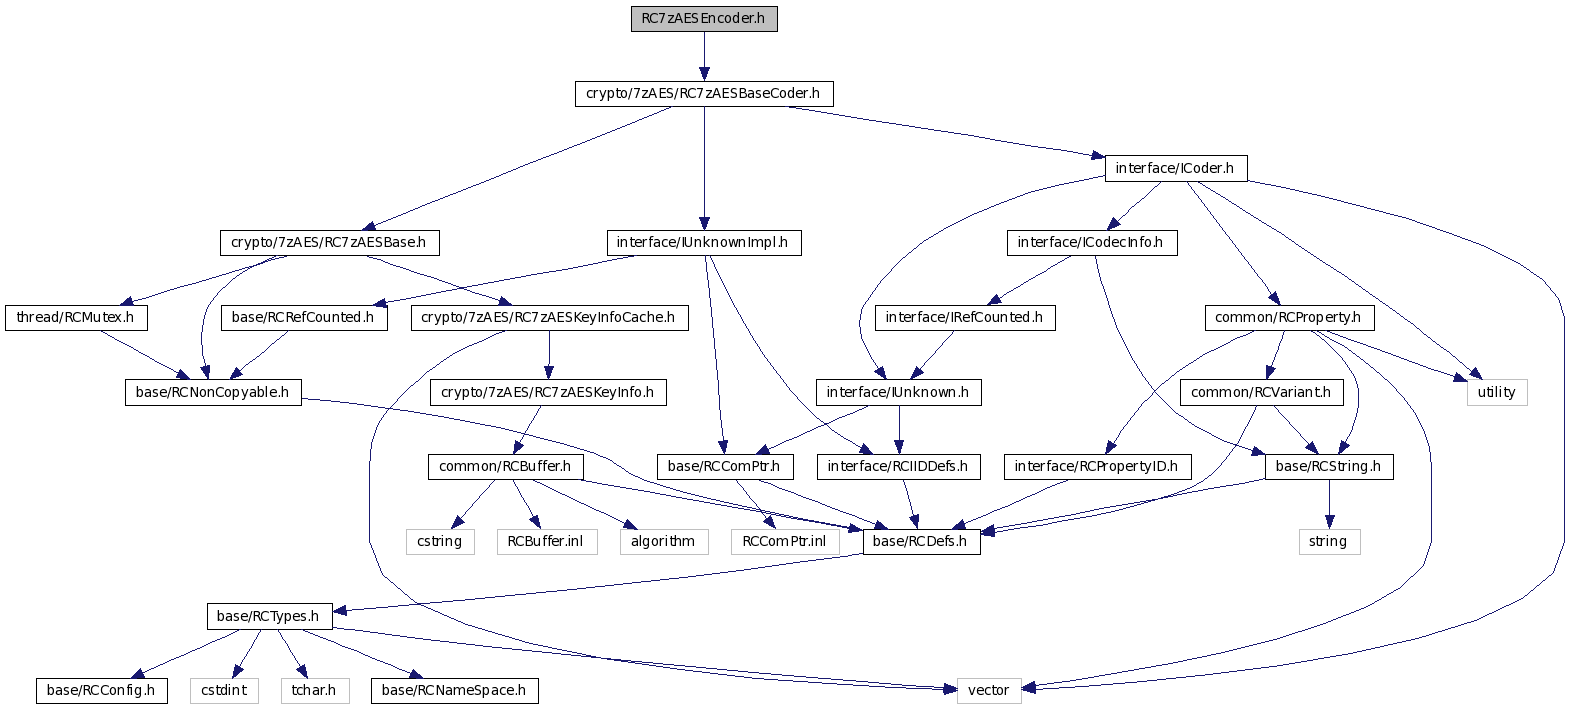 RC7zAESEncoder.h
crypto/7zAES/RC7zAESBaseCoder.h
interface/ICoder.h
crypto/7zAES/RC7zAESBase.h
interface/IUnknownImpl.h
interface/ICodecInfo.h
thread/RCMutex.h
base/RCRefCounted.h
crypto/7zAES/RC7zAESKeyInfoCache.h
interface/IRefCounted.h
common/RCProperty.h
base/RCNonCopyable.h
crypto/7zAES/RC7zAESKeyInfo.h
interface/IUnknown.h
common/RCVariant.h
utility
common/RCBuffer.h
base/RCComPtr.h
interface/RCIIDDefs.h
interface/RCPropertyID.h
base/RCString.h
cstring
RCBuffer.inl
algorithm
RCComPtr.inl
base/RCDefs.h
string
base/RCTypes.h
base/RCConfig.h
cstdint
tchar.h
base/RCNameSpace.h
vector